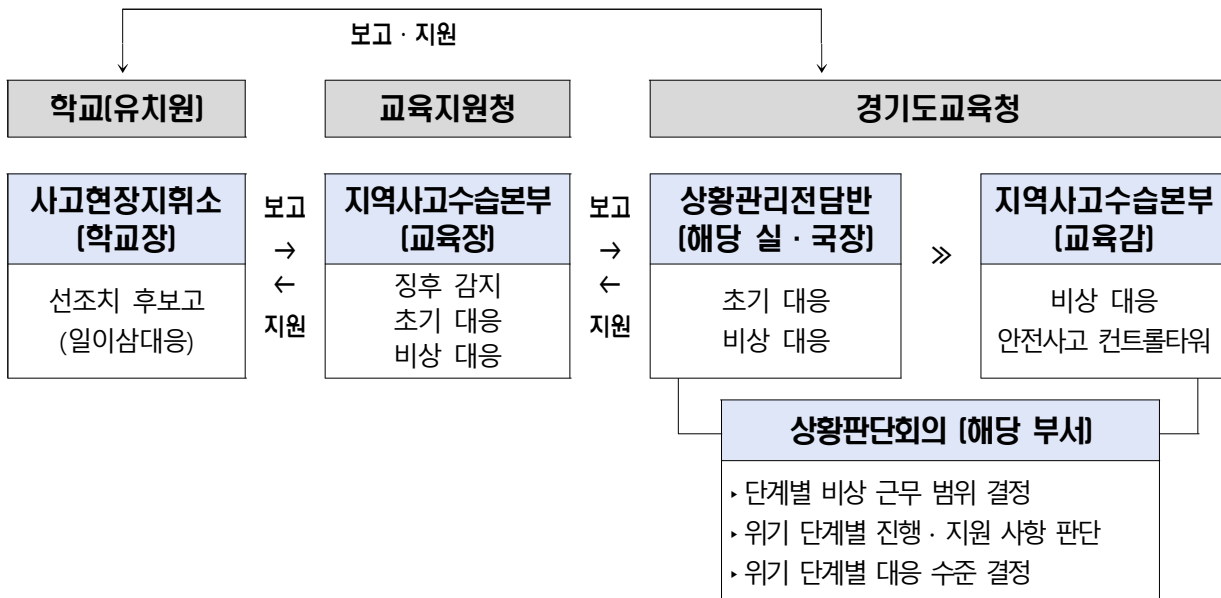 보고 · 지원
학교(유치원)
교육지원청
경기도교육청
사고현장지휘소
(학교장)
선조치 후보고
(일이삼대응)
보고
→
←
지원
지역사고수습본부
(교육장)
징후 감지
초기 대응
비상 대응
보고
→
←
지원
상황관리전담반
(해당 실 · 국장)
초기 대응
비상 대응
≫
지역사고수습본부
(교육감)
비상 대응
안전사고 컨트롤타워
상황판단회의 (해당 부서)
‣ 단계별 비상 근무 범위 결정
‣ 위기 단계별 진행 · 지원 사항 판단
‣ 위기 단계별 대응 수준 결정